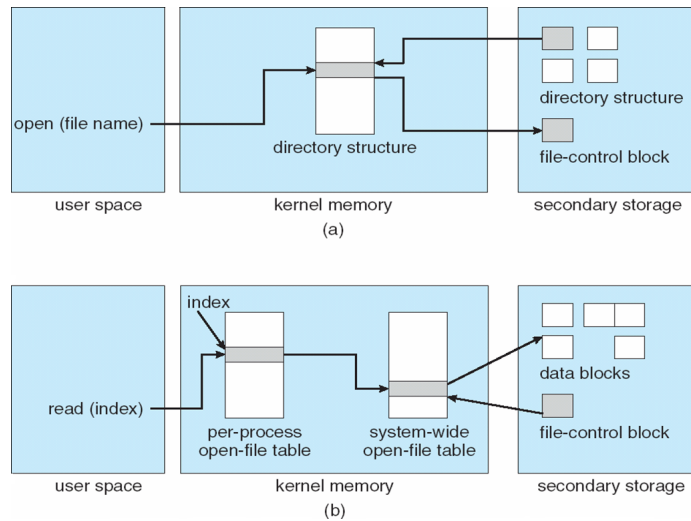 open (file name)
directory structure
directory structure
file-control block
user space
kernel memory
secondary storage
(a)
index
read (index)
per-process
open-file table
system-wide
open-file table
data blocks
file-control block
user space
kernel memory
secondary storage
(b)